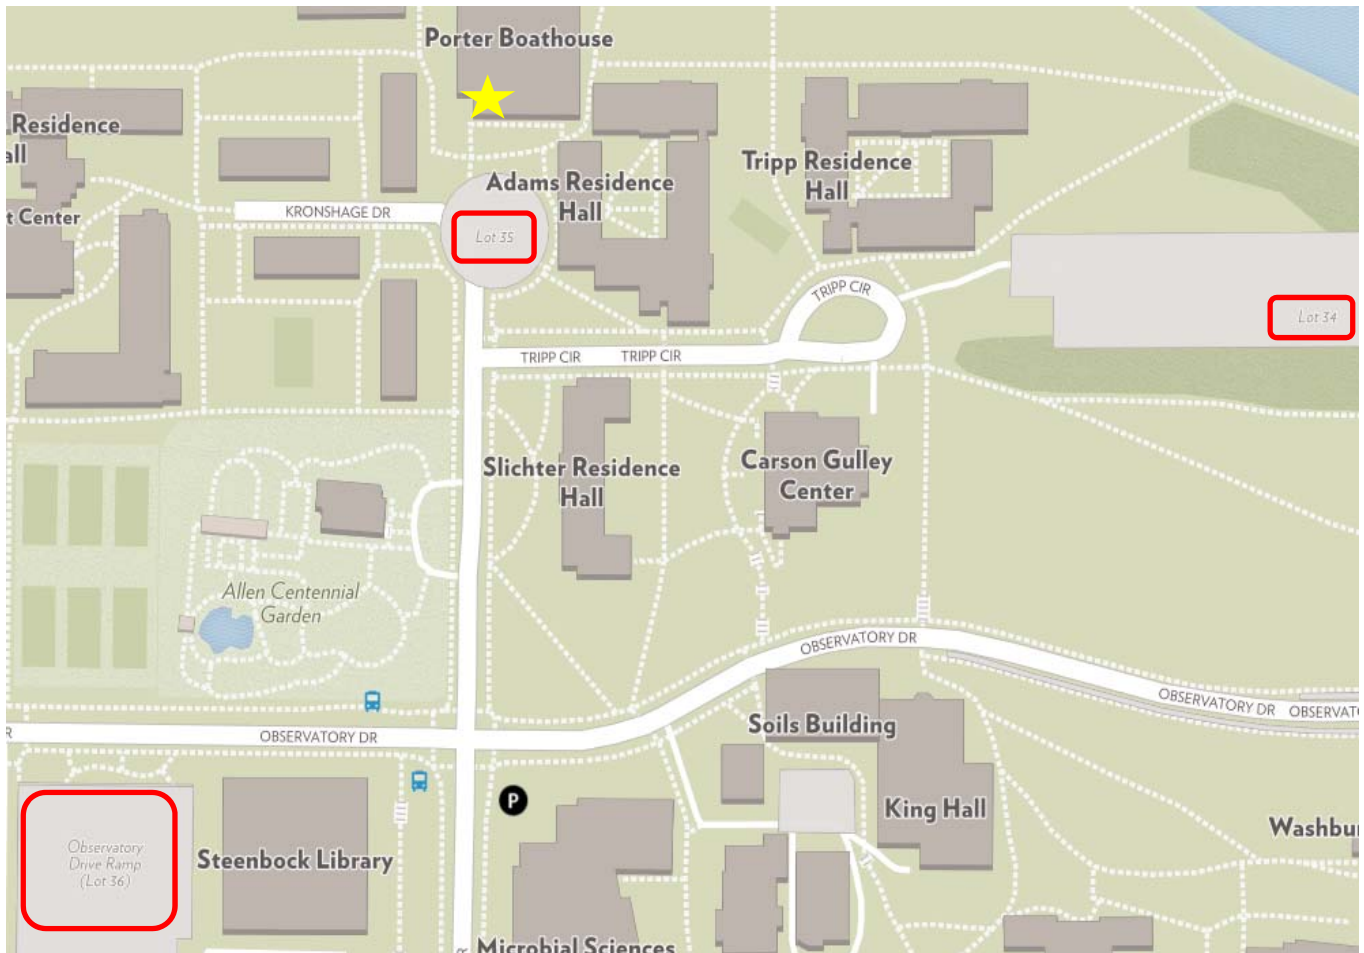 Porter Boathouse
Residence
all
Tripp Residence
Hall
Adams Residence
Hall
t Center
KRONSHAGE DR
Lot 35
TRIPP CIR
Lot 34
TRIPP CIR
TRIPP CIR
Slichter Residence
Hall
Carson Gulley
Center
Allen Centennial
Garden
OBSERVATORY DR
OBSERVATORY DR
OBSERVATO
Soils Building
R
OBSERVATORY DR
P
King Hall
Washbur
Observatory
Drive Ramp
(Lot 36)
Steenbock Library
R
Microbial Sciences